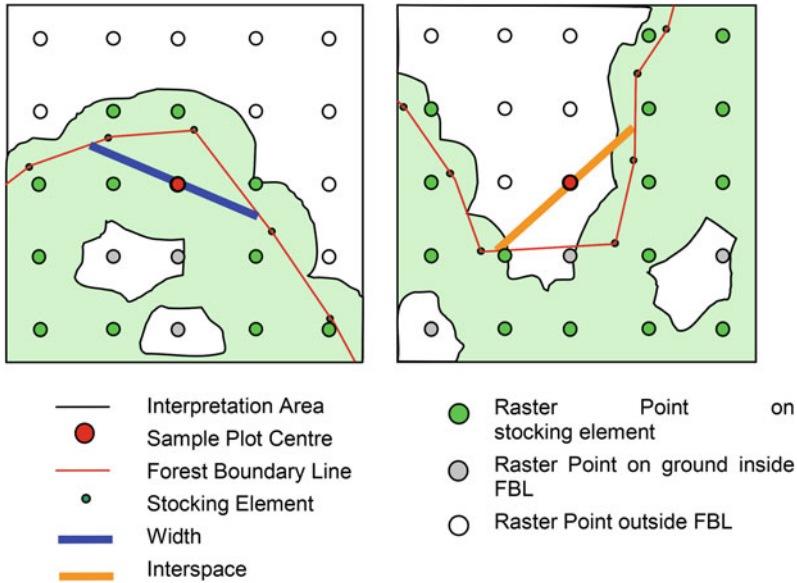 Interpretation Area
Sample Plot Centre
Forest Boundary Line
Stocking Element
Width
Interspace
Raster Point on
stocking element
Raster Point on ground inside
FBL
Raster Point outside FBL